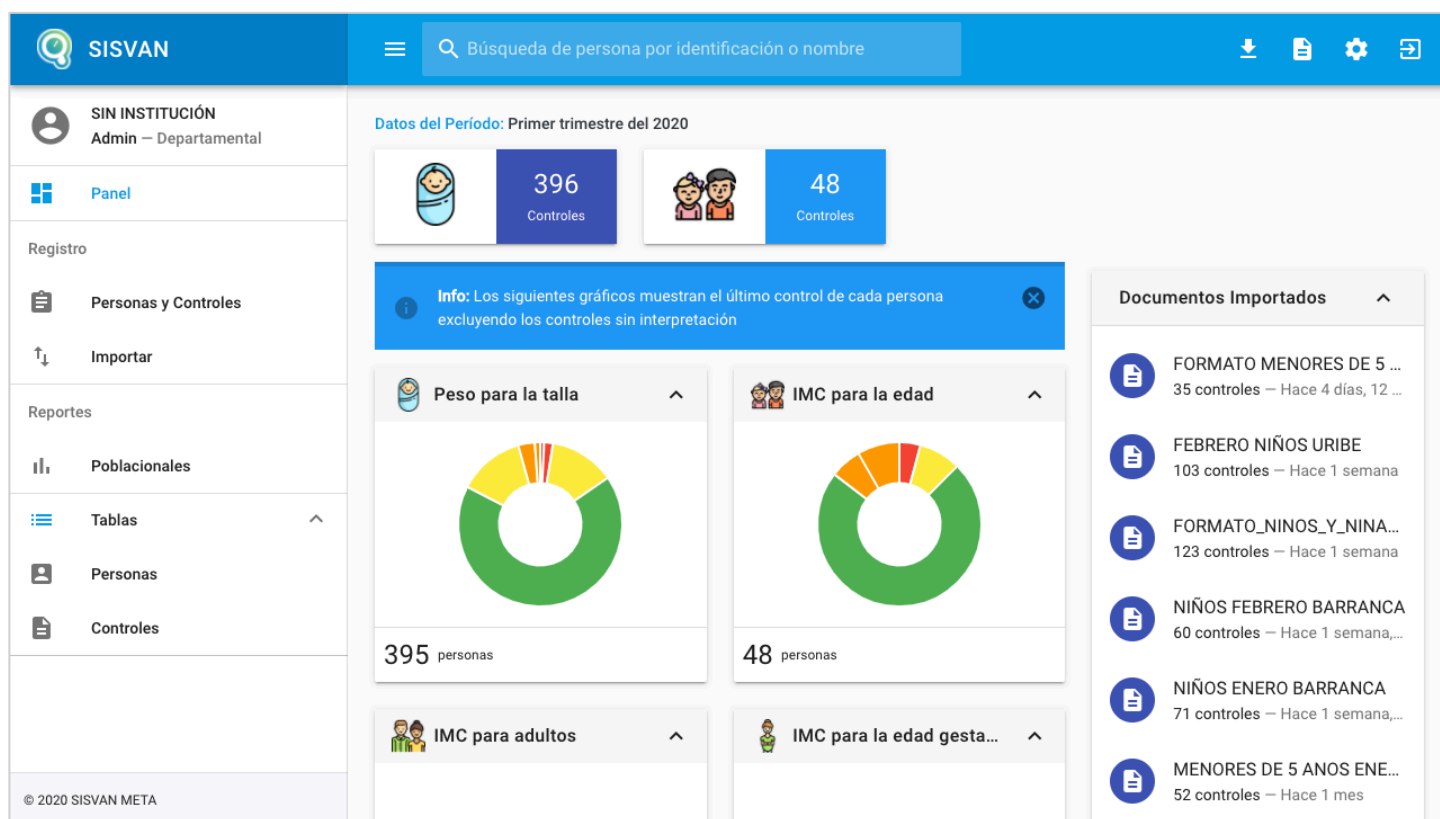 SISVAN
Búsqueda de persona por identificación o nombre
SIN INSTITUCIÓN
Admin — Departamental
Panel
Registro
Personas y Controles
Importar
Reportes
Poblacionales
Tablas
Personas
Controles
© 2020 SISVAN META
Datos del Período: Primer trimestre del 2020
396
Controles
48
Controles
Info: Los siguientes gráficos muestran el último control de cada persona
excluyendo los controles sin interpretación
Peso para la talla
395 personas
IMC para la edad
48 personas
IMC para adultos
IMC para la edad gesta...
Documentos Importados
FORMATO MENORES DE 5 ...
35 controles — Hace 4 días, 12 ...
FEBRERO NIÑOS URIBE
103 controles — Hace 1 semana
FORMATO_NINOS_Y_NINA...
123 controles — Hace 1 semana
NIÑOS FEBRERO BARRANCA
60 controles — Hace 1 semana,...
NIÑOS ENERO BARRANCA
71 controles — Hace 1 semana,...
MENORES DE 5 ANOS ENE...
52 controles — Hace 1 mes